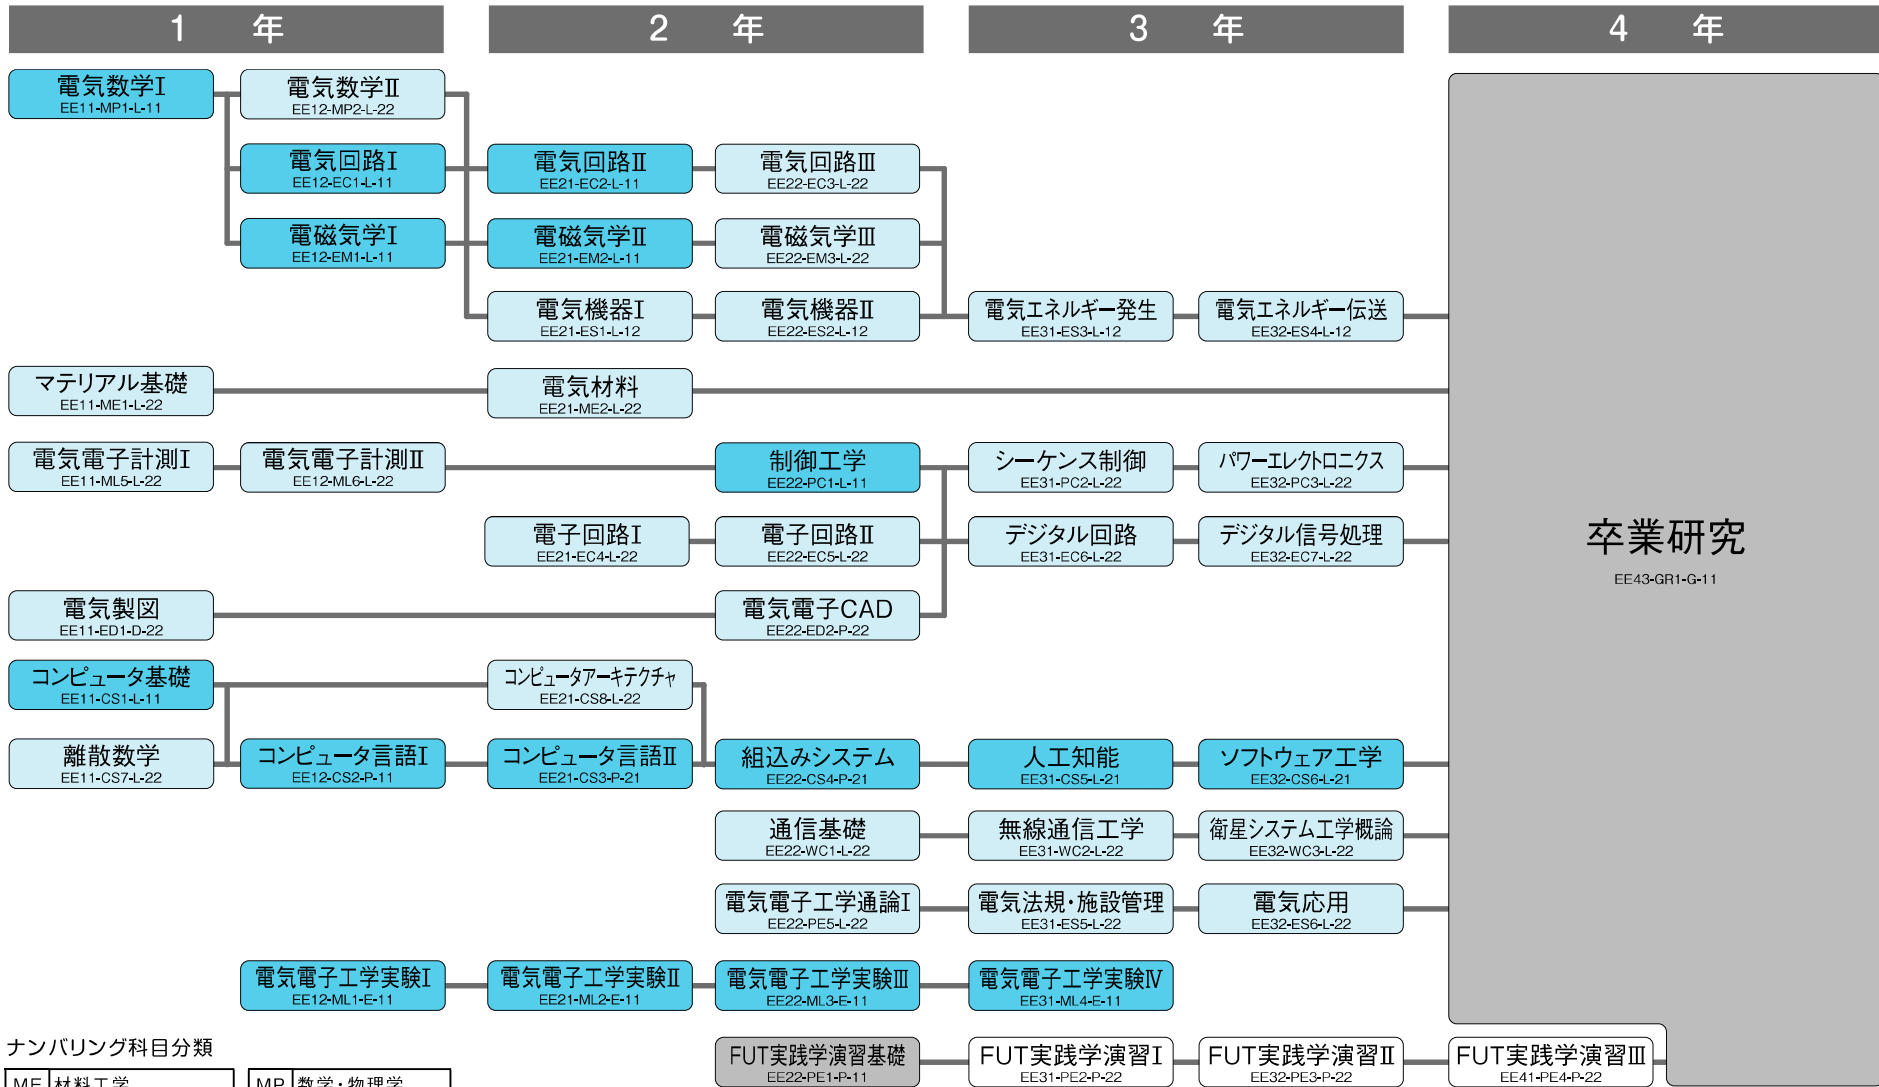 1 年
2 年
3 年
4 年
電気数学Ⅰ
EE11-MP1-L-11
電気数学Ⅱ
EE12-MP2-L-22
電気回路Ⅰ
EE12-EC1-L-11
電気回路Ⅱ
EE21-EC2-L-11
電気回路Ⅲ
EE22-EC3-L-22
電磁気学Ⅰ
EE12-EM1-L-11
電磁気学Ⅱ
EE21-EM2-L-11
電磁気学Ⅲ
EE22-EM3-L-22
電気機器Ⅰ
EE21-ES1-L-12
電気機器Ⅱ
EE22-ES2-L-12
電気エネルギー発生
EE31-ES3-L-12
電気エネルギー伝送
EE32-ES4-L-12
マテリアル基礎
EE11-ME1-L-22
電気材料
EE21-ME2-L-22
電気電子計測Ⅰ
EE11-ML5-L-22
電気電子計測Ⅱ
EE12-ML6-L-22
制御工学
EE22-PC1-L-11
シーケンス制御
EE31-PC2-L-22
パワーエレクトロニクス
EE32-PC3-L-22
電子回路Ⅰ
EE21-EC4-L-22
電子回路Ⅱ
EE22-EC5-L-22
デジタル回路
EE31-EC6-L-22
デジタル信号処理
EE32-EC7-L-22
卒業研究
EE43-GR1-G-11
電気製図
EE11-ED1-D-22
電気電子CAD
EE22-ED2-P-22
コンピュータ基礎
EE11-CS1-L-11
コンピュータアーキテクチャ
EE21-CS8-L-22
離散数学
EE11-CS7-L-22
コンピュータ言語Ⅰ
EE12-CS2-P-11
コンピュータ言語Ⅱ
EE21-CS3-P-21
組込みシステム
EE22-CS4-P-21
人工知能
EE31-CS5-L-21
ソフトウェア工学
EE32-CS6-L-21
通信基礎
EE22-WC1-L-22
無線通信工学
EE31-WC2-L-22
衛星システム工学概論
EE32-WC3-L-22
電気電子工学通論Ⅰ
EE22-PE5-L-22
電気法規・施設管理
EE31-ES5-L-22
電気応用
EE32-ES6-L-22
電気電子工学実験Ⅰ
EE12-ML1-E-11
電気電子工学実験Ⅱ
EE21-ML2-E-11
電気電子工学実験Ⅲ
EE22-ML3-E-11
電気電子工学実験Ⅳ
EE31-ML4-E-11
FUT実践学演習基礎
EE22-PE1-P-11
FUT実践学演習Ⅰ
EE31-PE2-P-22
FUT実践学演習Ⅱ
EE32-PE3-P-22
FUT実践学演習Ⅲ
EE41-PE4-P-22
ナンバリング科目分類
ME 材料工学
MP 数学・物理学